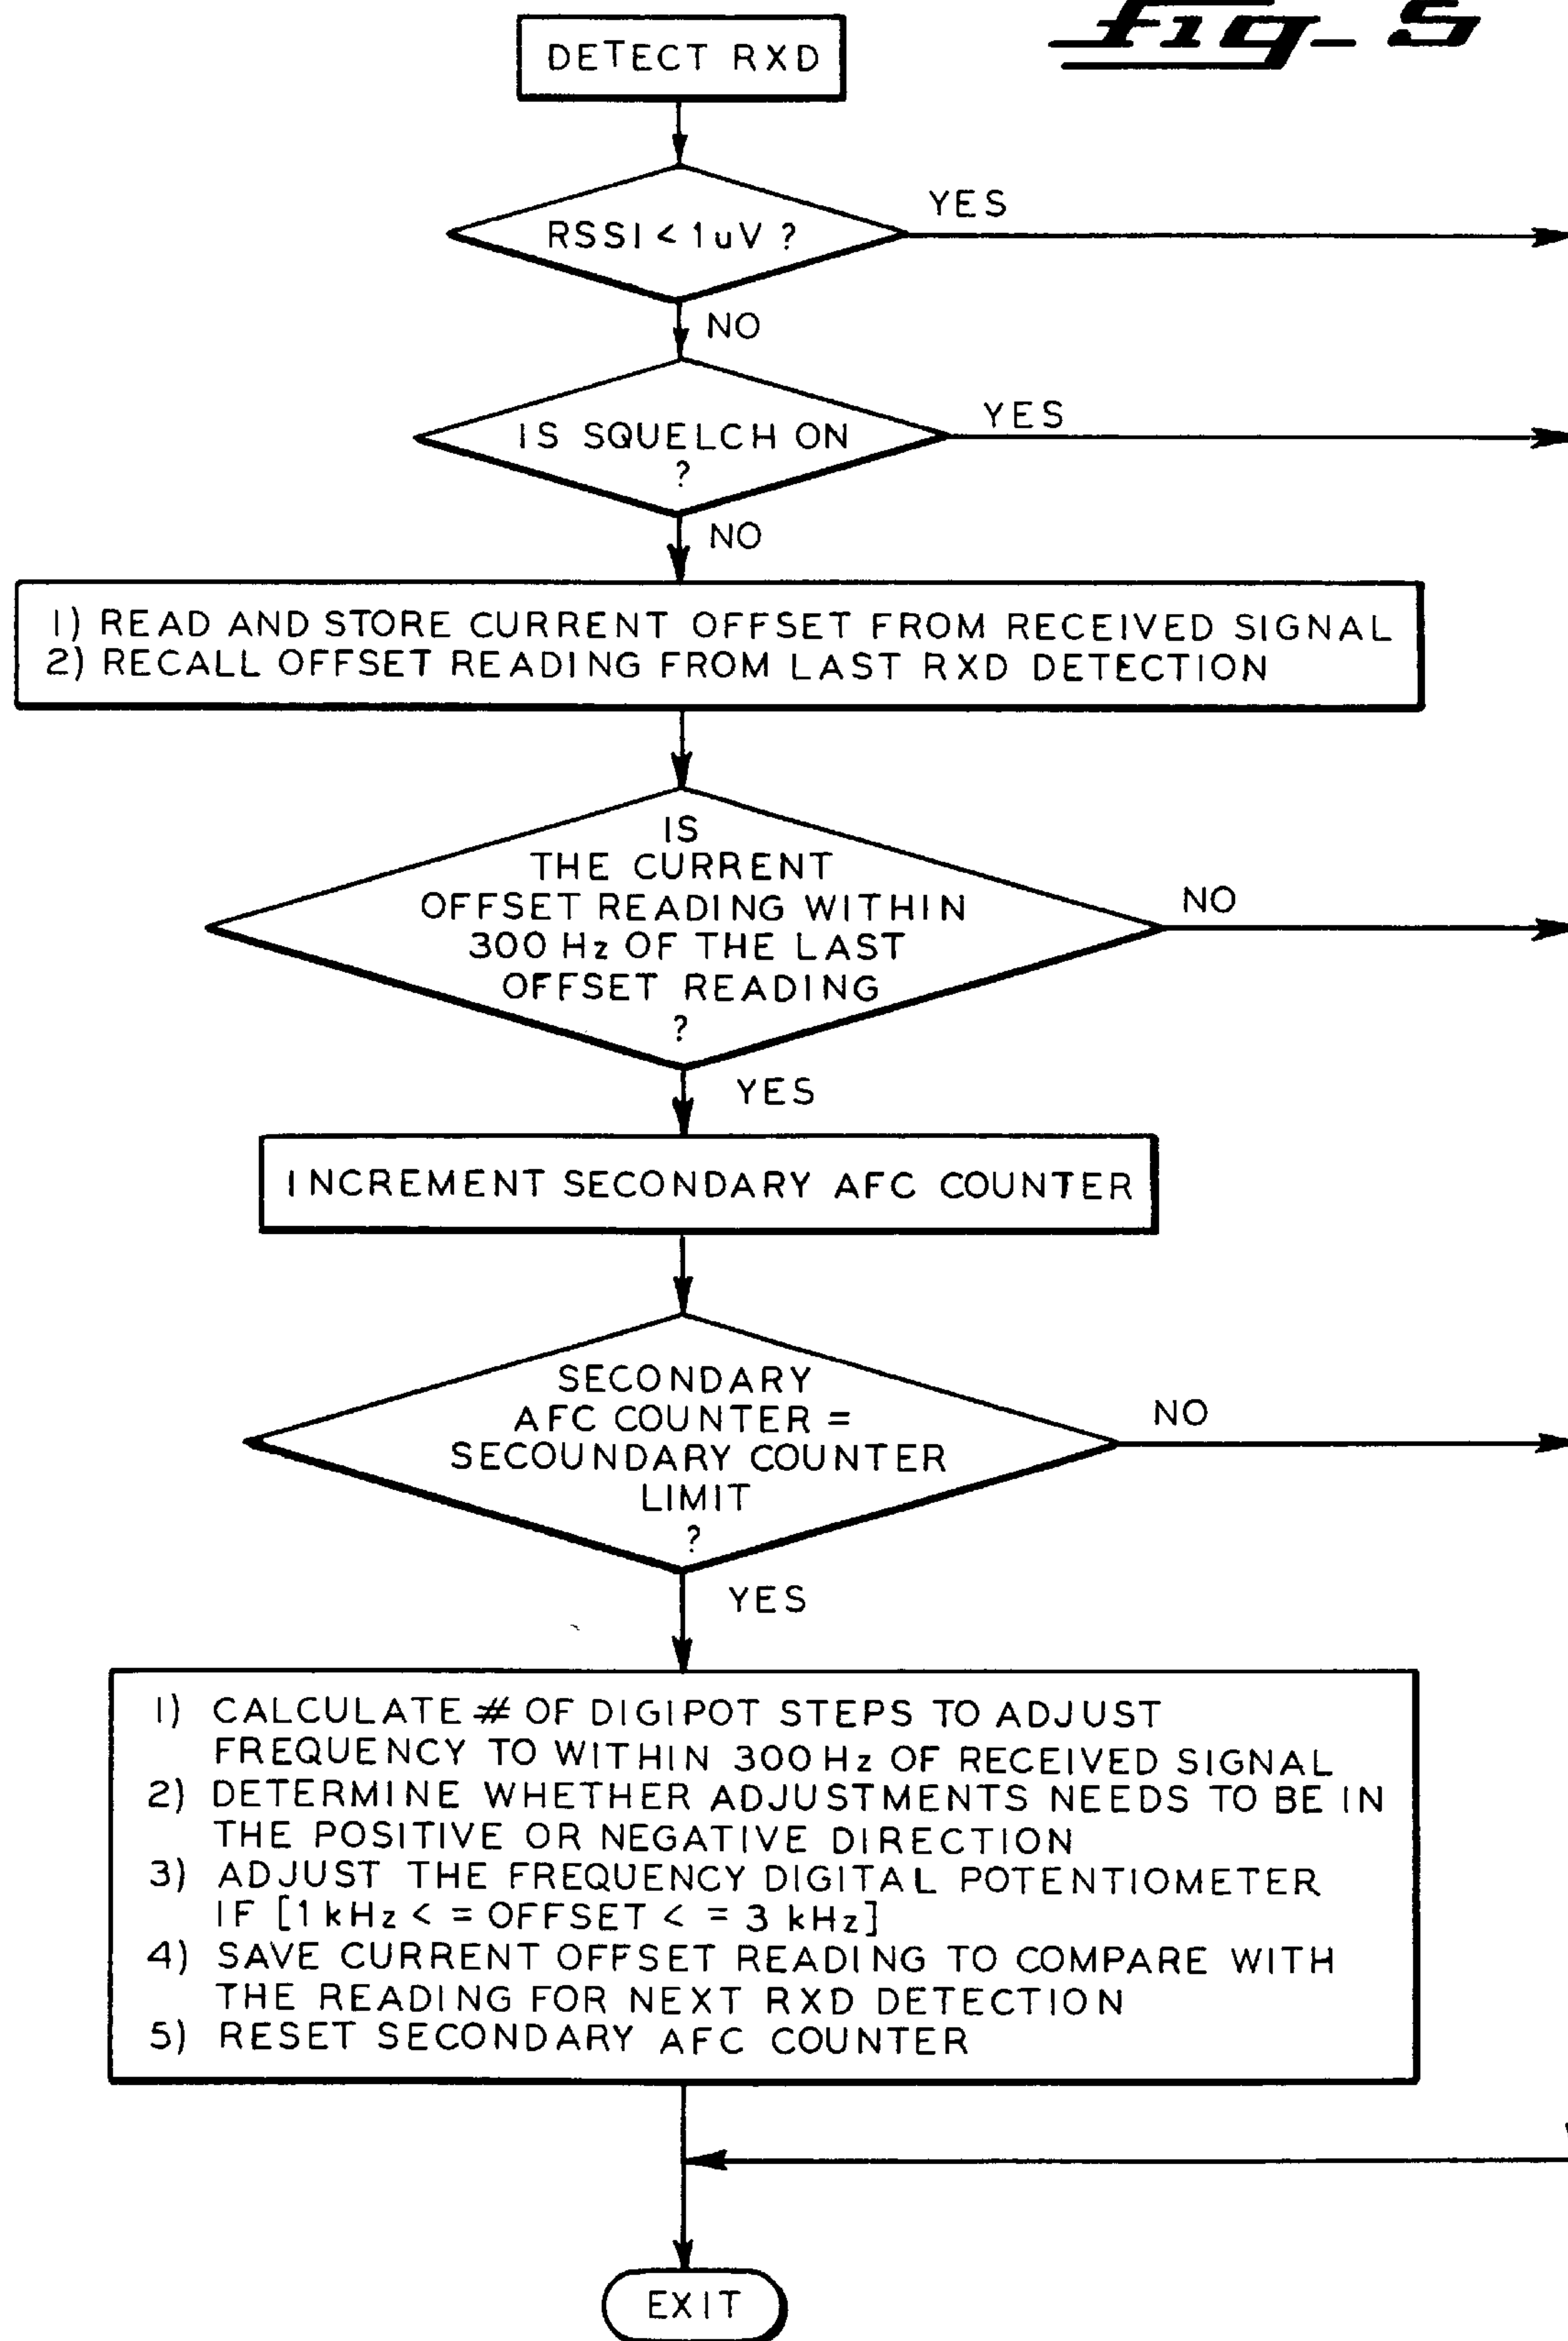 fig-5
DETECT RXD
RSSI < 1uV ?
YES
NO
IS SQUELCH ON
?
YES
NO
1) READ AND STORE CURRENT OFFSET FROM RECEIVED SIGNAL
2) RECALL OFFSET READING FROM LAST RXD DETECTION
IS
THE CURRENT
OFFSET READING WITHIN
300 Hz OF THE LAST
OFFSET READING
?
NO
YES
INCREMENT SECONDARY AFC COUNTER
SECONDARY
AFC COUNTER =
SECOUNDARY COUNTER
LIMIT
?
NO
YES
1) CALCULATE # OF DIGIPOT STEPS TO ADJUST
FREQUENCY TO WITHIN 300 Hz OF RECEIVED SIGNAL
2) DETERMINE WHETHER ADJUSTMENTS NEEDS TO BE IN
THE POSITIVE OR NEGATIVE DIRECTION
3) ADJUST THE FREQUENCY DIGITAL POTENTIOMETER
IF [1 kHz < = OFFSET < = 3 kHz]
4) SAVE CURRENT OFFSET READING TO COMPARE WITH
THE READING FOR NEXT RXD DETECTION
5) RESET SECONDARY AFC COUNTER
EXIT